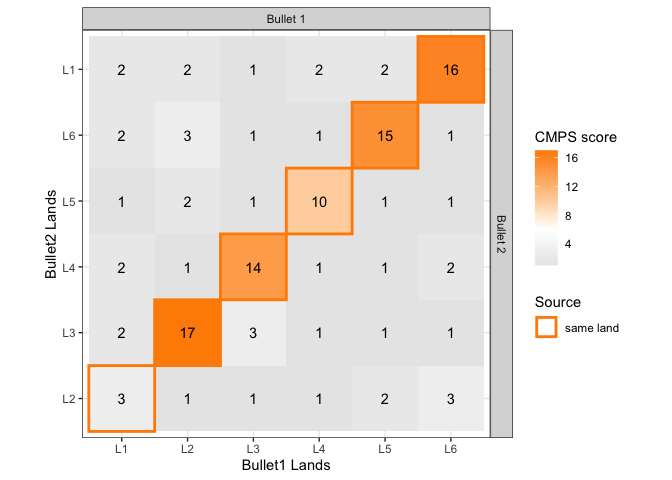 Bullet 1
L1 2 2 1 2 2 16
L6 2 3 1 1 15 1
L5 1 2 1 10 1 1
L4 2 1 14 1 1 2
L3 2 17 3 1 1 1
L2 3 1 1 1 2 3
L1 L2 L3 L4 L5 L6
Bullet1 Lands
Bullet2 Lands
Bullet 2
CMPS score
16
12
8
4
Source
same land